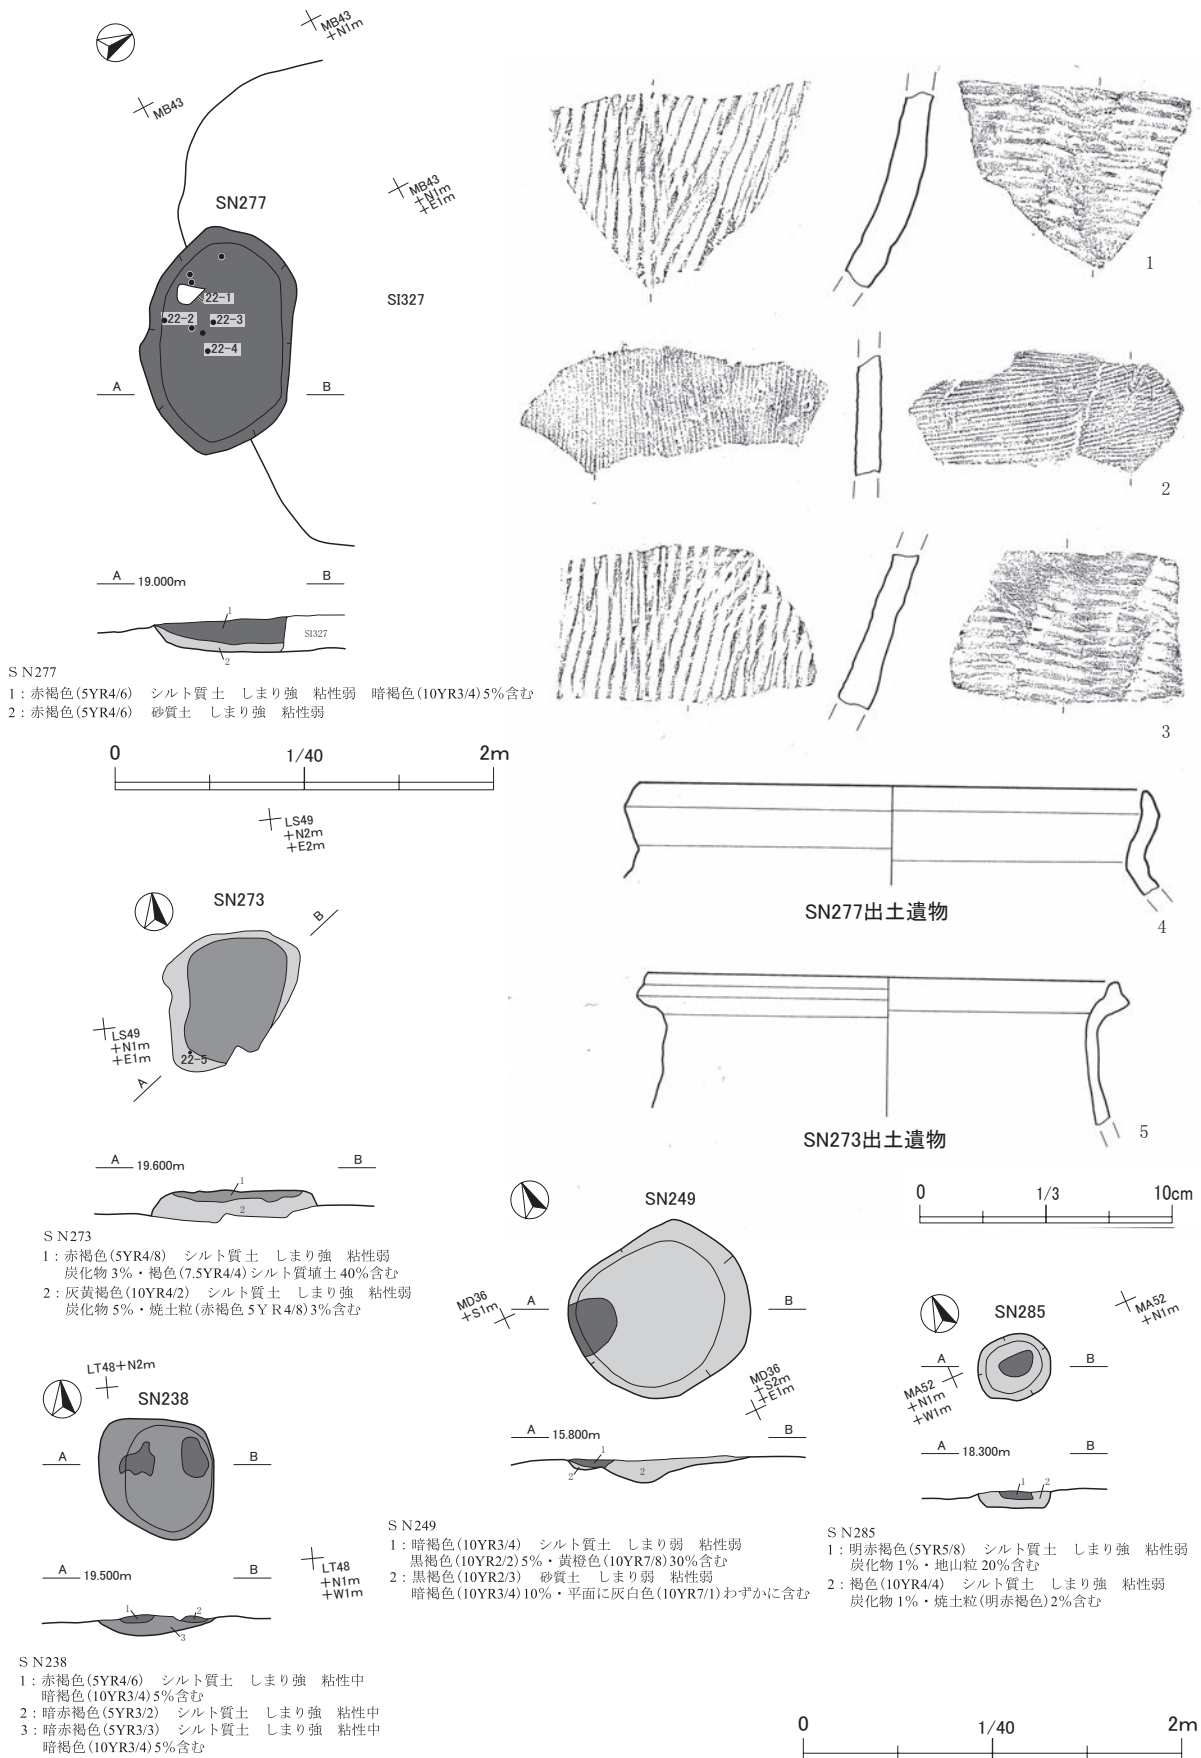 MB43
+N1m
MB43
MB43
+N1m
+E1m
SN277
SI327
22-1
22-2
22-3
22-4
A
B
A
19.000m
B
1
SI327
2
ＳN277
1：赤褐色(5YR4/6)　シルト質土　しまり強　粘性弱　暗褐色(10YR3/4)5%含む
2：赤褐色(5YR4/6)　砂質土　しまり強　粘性弱
0
1/40
2m
1
2
3
SN277出土遺物
4
SN273出土遺物
5
0
1/3
10cm
LS49
+N2m
+E2m
SN273
B
LS49
+N1m
+E1m
22-5
A
A
19.600m
B
1
2
ＳN273
1：赤褐色(5YR4/8)　シルト質土　しまり強　粘性弱
炭化物3%・褐色(7.5YR4/4)シルト質埴土40%含む
2：灰黄褐色(10YR4/2)　シルト質土　しまり強　粘性弱
炭化物5%・焼土粒(赤褐色5ＹＲ4/8)3%含む
LT48+N2m
SN238
A
B
A
19.500m
B
1
2
3
LT48
+N1m
+W1m
ＳN238
1：赤褐色(5YR4/6)　シルト質土　しまり強　粘性中
暗褐色(10YR3/4)5%含む
2：暗赤褐色(5YR3/2)　シルト質土　しまり強　粘性中
3：暗赤褐色(5YR3/3)　シルト質土　しまり強　粘性中
暗褐色(10YR3/4)5%含む
SN249
MD36
+S1m
A
B
MD36
+S2m
+E1m
A
15.800m
B
1
2
2
ＳN249
1：暗褐色(10YR3/4)　シルト質土　しまり弱　粘性弱
黒褐色(10YR2/2)5%・黄橙色(10YR7/8)30%含む
2：黒褐色(10YR2/3)　砂質土　しまり弱　粘性弱
暗褐色(10YR3/4)10%・平面に灰白色(10YR7/1)わずかに含む
MA52
+N1m
SN285
A
B
MA52
+N1m
+W1m
A
18.300m
B
1
2
ＳN285
1：明赤褐色(5YR5/8)　シルト質土　しまり強　粘性弱
炭化物1%・地山粒20%含む
2：褐色(10YR4/4)　シルト質土　しまり強　粘性弱
炭化物1%・焼土粒(明赤褐色)2%含む
0
1/40
2m